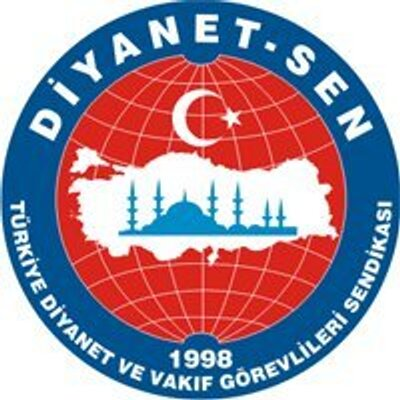 DİYANET-SEN
1998
TÜRKİYE DİYANET VE VAKIF GÖREVLİLERİ SENDİKASI